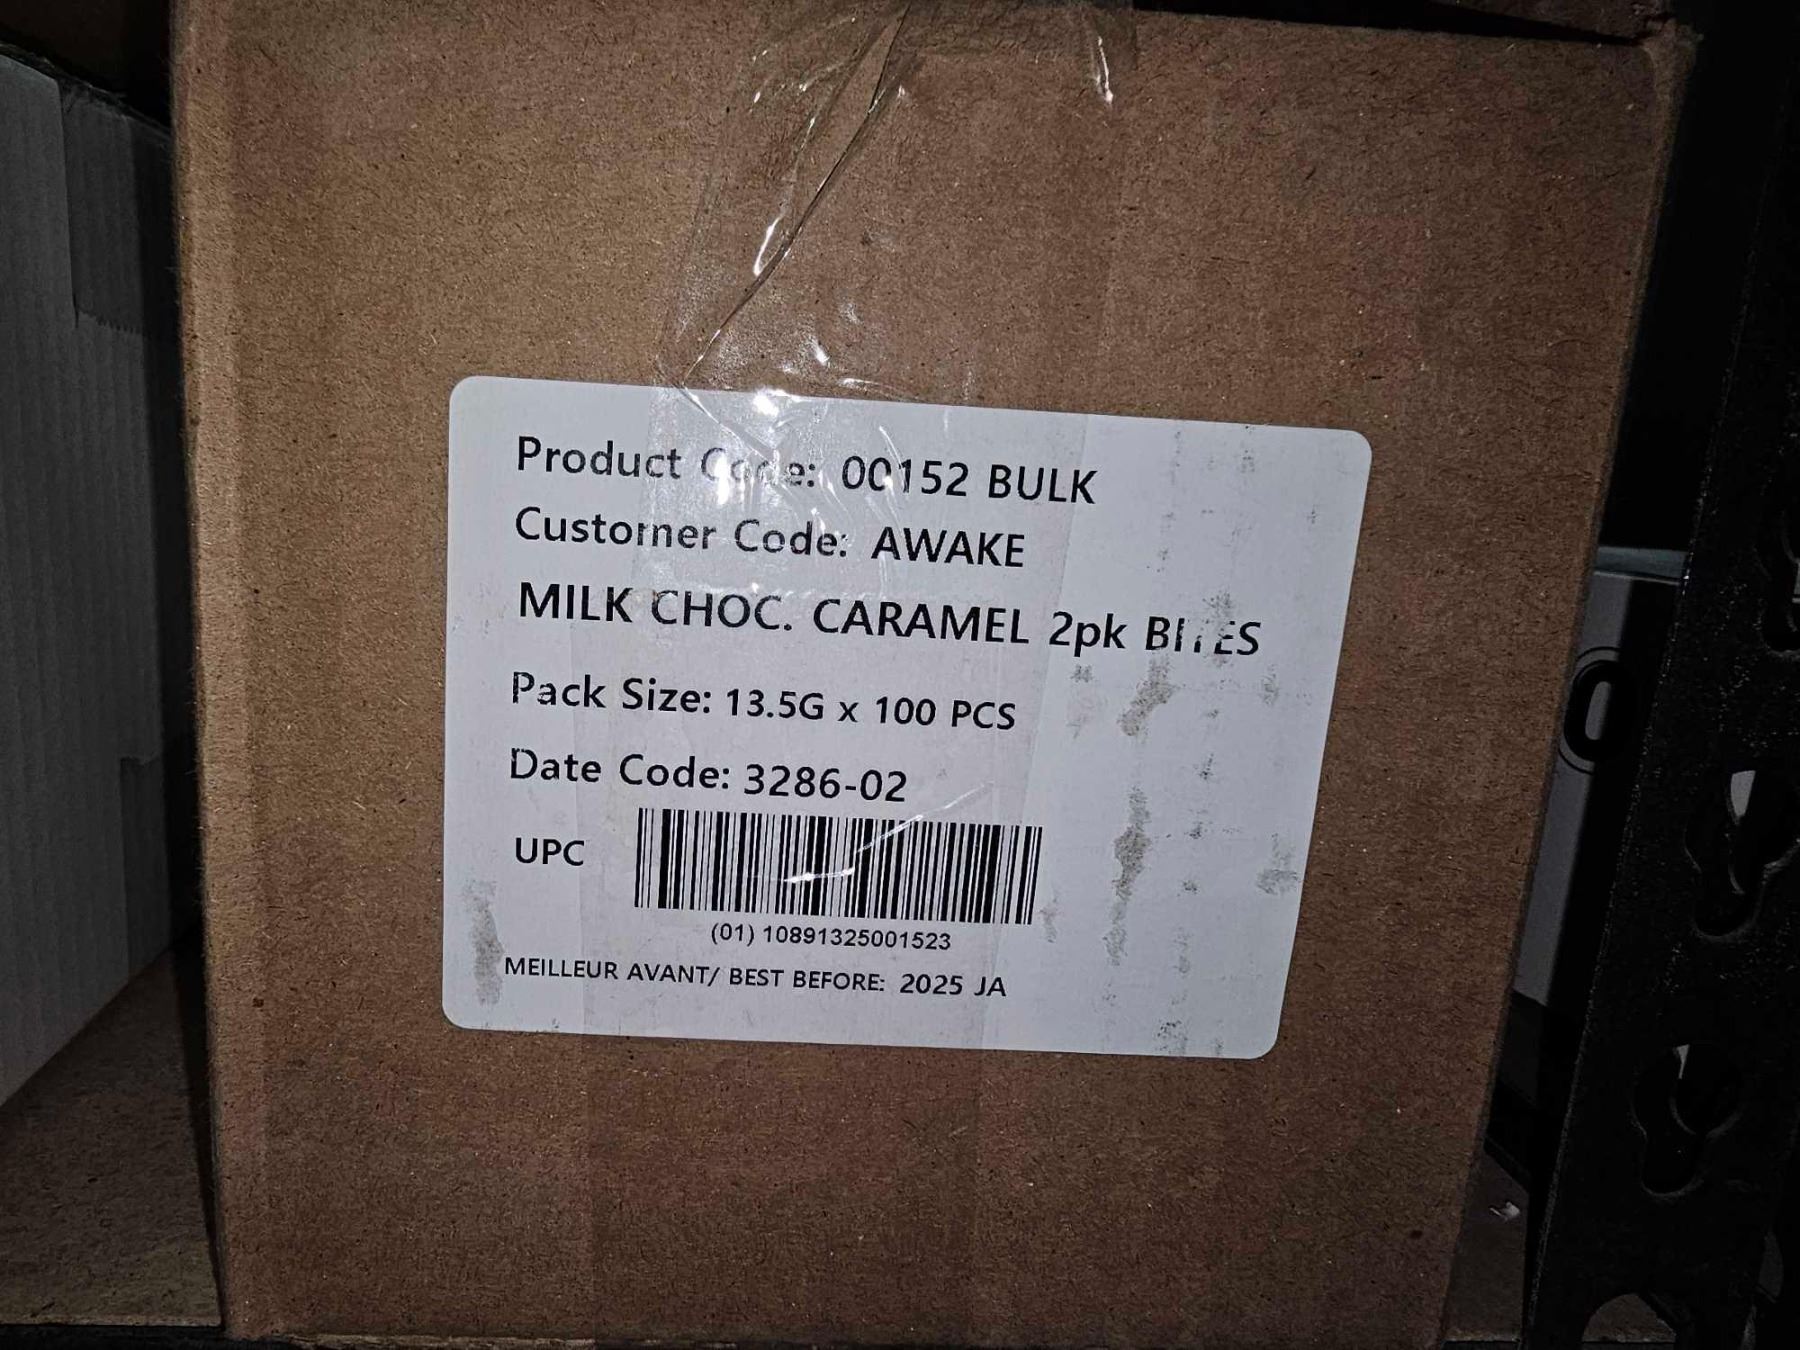 Product Code: 00152 BULK
Customer Code: AWAKE
MILK CHOC. CARAMEL 2pk BITES
Pack Size: 13.5G x 100 PCS
Date Code: 3286-02
UPC
(01) 10891325001523
MEILLEUR AVANT/ BEST BEFORE: 2025 JA